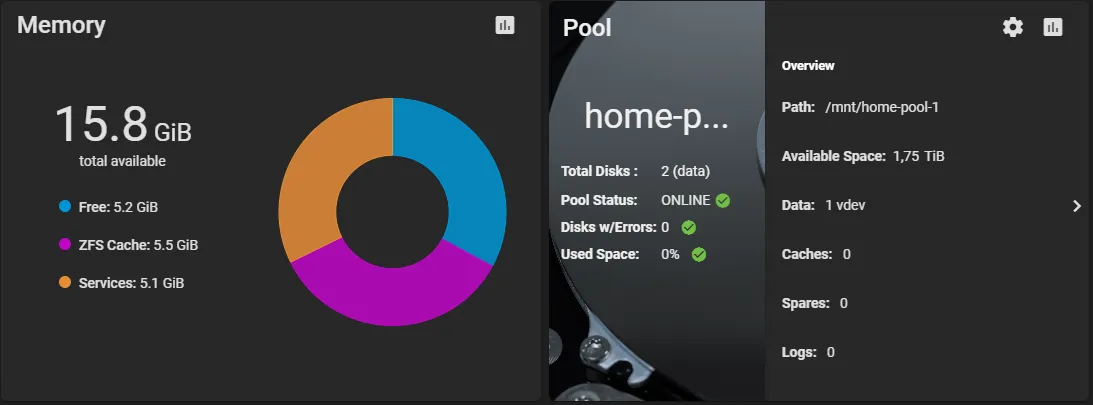 Memory
15.8 GiB
total available
Free: 5.2 GiB
ZFS Cache: 5.5 GiB
Services: 5.1 GiB
Pool
home-p...
Total Disks : 2 (data)
Pool Status: ONLINE
Disks w/Errors: 0
Used Space: 0%
Overview
Path: /mnt/home-pool-1
Available Space: 1,75 TiB
Data: 1 vdev
Caches: 0
Spares: 0
Logs: 0